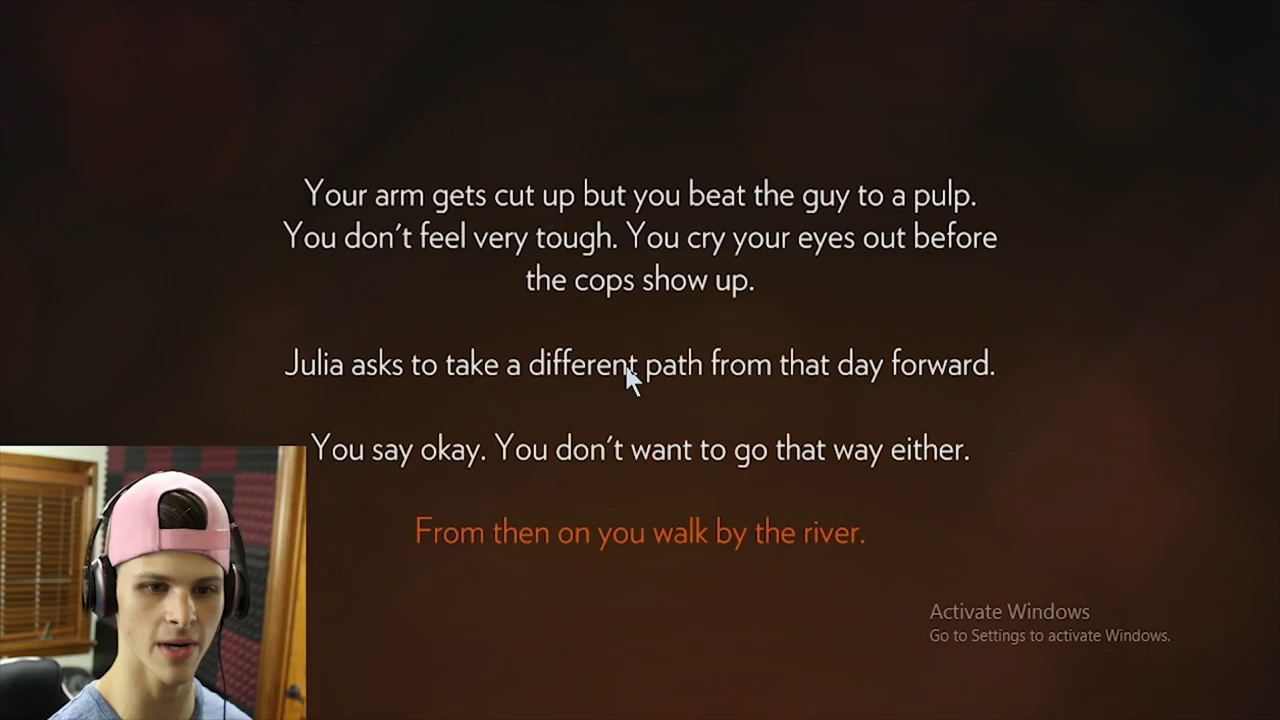 Your arm gets cut up but you beat the guy to a pulp.
You don't feel very tough. You cry your eyes out before
the cops show up.
Julia asks to take a different path from that day forward.
You say okay. You don't want to go that way either.
From then on you walk by the river.
Activate Windows
Go to Settings to activate Windows.